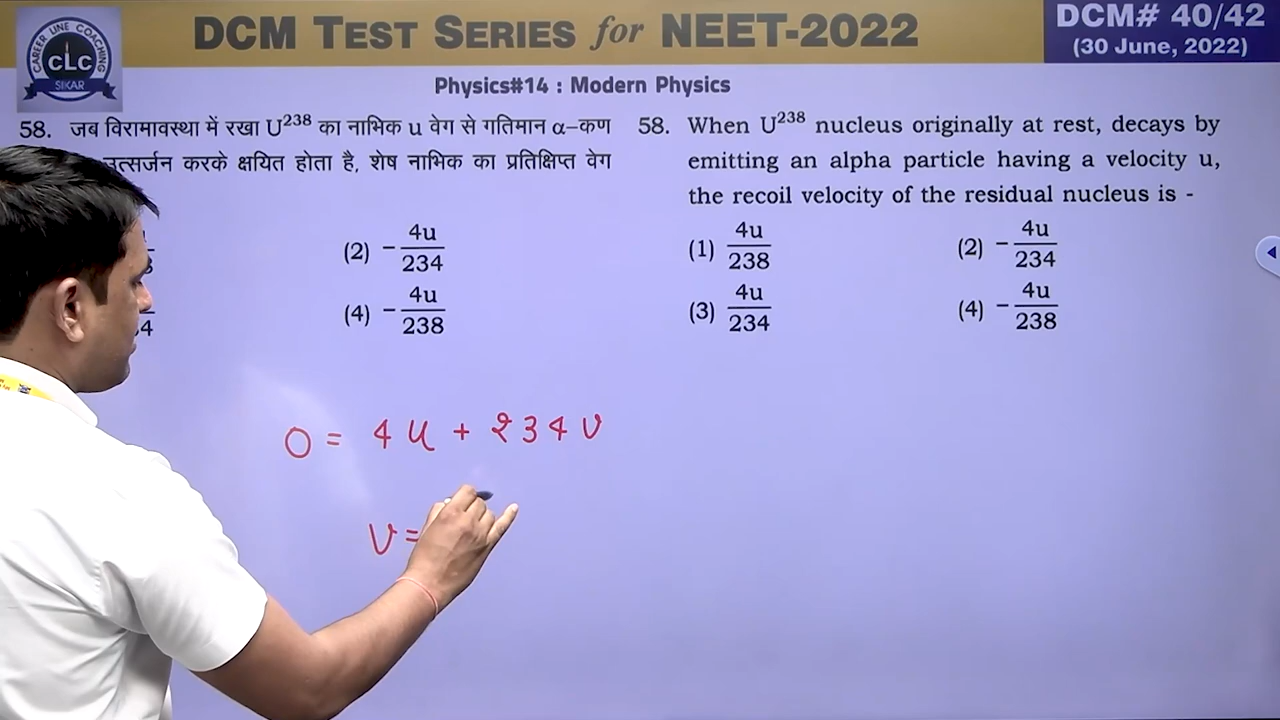 DCM TEST SERIES for NEET-2022
DCM# 40/42
(30 June, 2022)
CAREER LINE COACHING
CLC
SIKAR
Physics#14 : Modern Physics
58. जब विरामावस्था में रखा U²³⁸ का नाभिक u वेग से गतिमान α–कण
उत्सर्जन करके क्षयित होता है, शेष नाभिक का प्रतिक्षिप्त वेग
(2) −4u/234
(4) −4u/238
58. When U²³⁸ nucleus originally at rest, decays by
emitting an alpha particle having a velocity u,
the recoil velocity of the residual nucleus is -
(1) 4u/238 (2) −4u/234
(3) 4u/234 (4) −4u/238
0 = 4u + 234v
v =